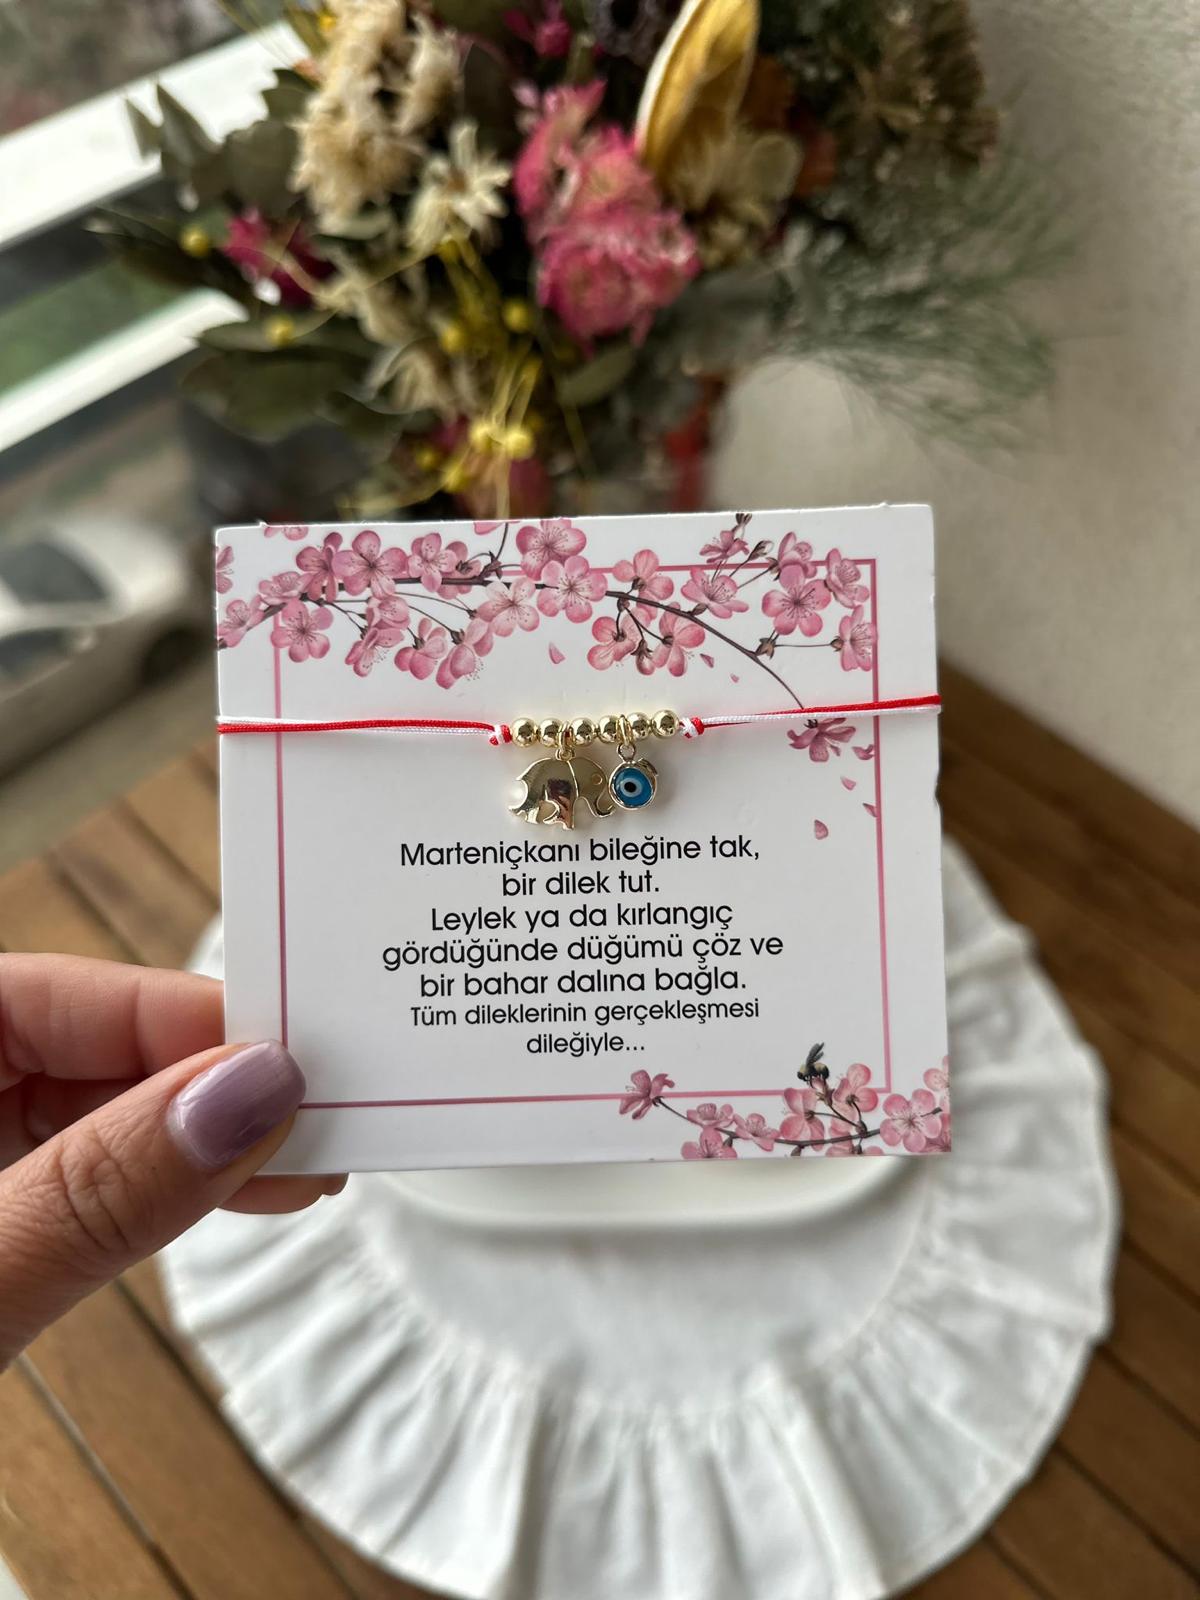 Marteniçkanı bileğine tak,
bir dilek tut.
Leylek ya da kırlangıç
gördüğünde düğümü çöz ve
bir bahar dalına bağla.
Tüm dileklerinin gerçekleşmesi
dileğiyle...